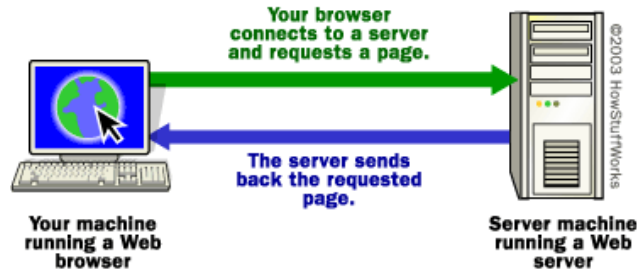 Your browser
connects to a server
and requests a page.
©2003 HowStuffWorks
The server sends
back the requested
page.
Your machine
running a Web
browser
Server machine
running a Web
server